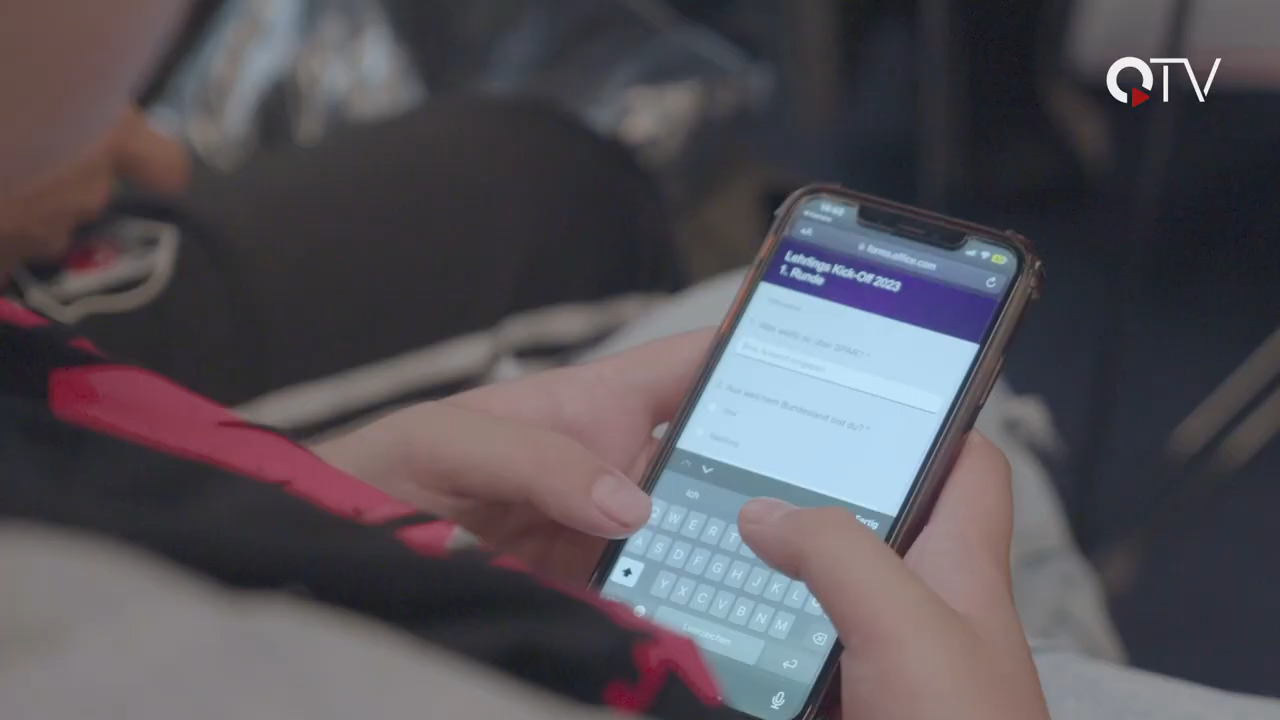 QTV
forms.office.com
Lehrlings Kick-Off 2023
1. Runde
Was weißt du über SPAR? *
2. Aus welchem Bundesland bist du? *
Ich
Fertig
W E R T
A S D F G H J K L
Y X C V B N M
Leerzeichen